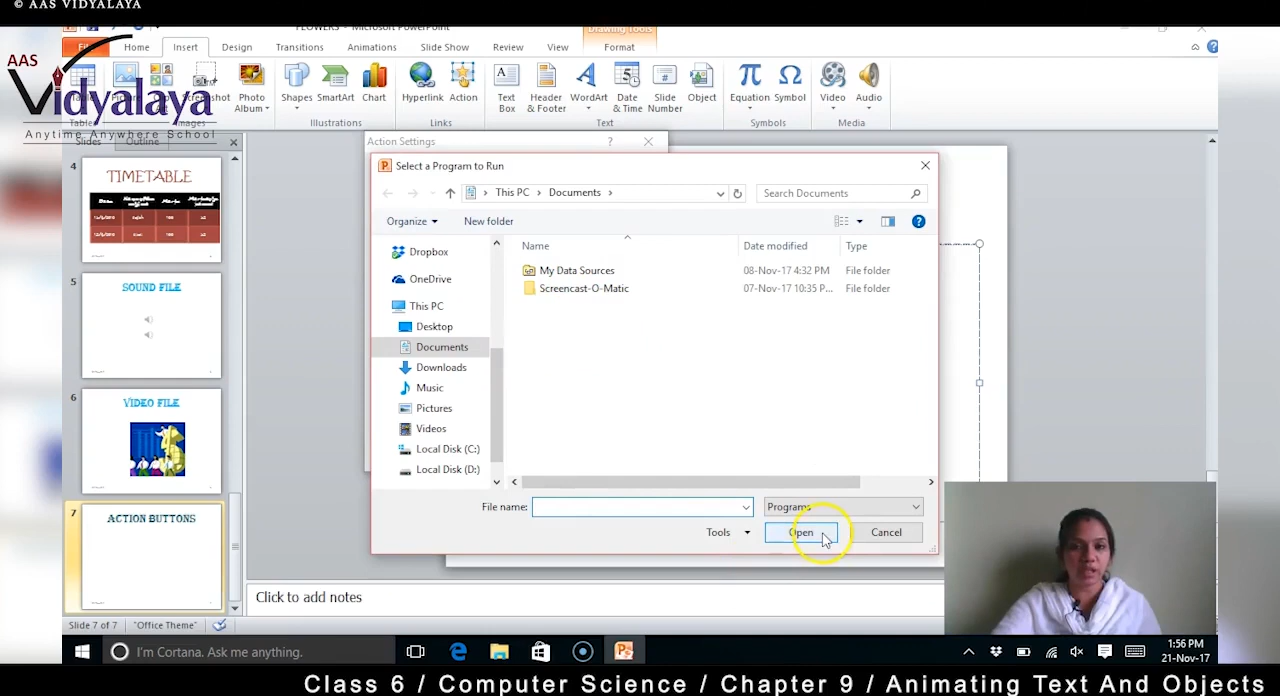 © AAS VIDYALAYA
AAS
Vidyalaya
Anytime Anywhere School
FLOWERS - Microsoft PowerPoint
Drawing Tools
Home Insert Design Transitions Animations Slide Show Review View Format
Photo Album
Shapes
SmartArt
Chart
Hyperlink
Action
Text Box
Header & Footer
WordArt
Date & Time
Slide Number
Object
Equation
Symbol
Video
Audio
Images
Illustrations
Links
Text
Symbols
Media
Slides Outline
4
TIMETABLE
5
SOUND FILE
6
VIDEO FILE
7
ACTION BUTTONS
Action Settings ?
Select a Program to Run
This PC > Documents >
Search Documents
Organize New folder
Dropbox
OneDrive
This PC
Desktop
Documents
Downloads
Music
Pictures
Videos
Local Disk (C:)
Local Disk (D:)
Name Date modified Type
My Data Sources 08-Nov-17 4:32 PM File folder
Screencast-O-Matic 07-Nov-17 10:35 P... File folder
File name: Programs
Tools Open Cancel
Click to add notes
Slide 7 of 7 "Office Theme"
I'm Cortana. Ask me anything.
1:56 PM
21-Nov-17
Class 6 / Computer Science / Chapter 9 / Animating Text And Objects